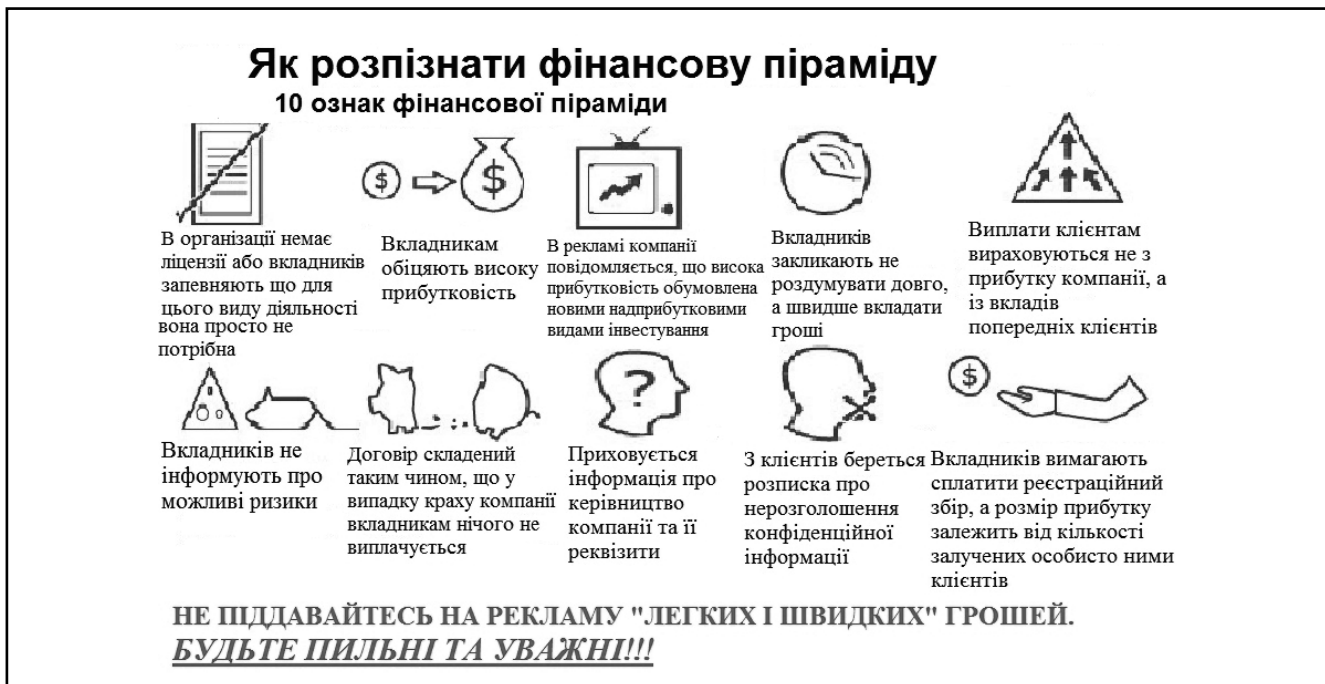 Як розпізнати фінансову піраміду
10 ознак фінансової піраміди
$
$
В організації немає
ліцензії або вкладників
запевняють що для
цього виду діяльності
вона просто не
потрібна
Вкладникам
обіцяють високу
прибутковість
В рекламі компанії
повідомляється, що висока
прибутковість обумовлена
новими надприбутковими
видами інвестування
Вкладників
закликають не
роздумувати довго,
а швидше вкладати
гроші
Виплати клієнтам
вираховуються не з
прибутку компанії, а
із вкладів
попередніх клієнтів
?
$
Вкладників не
інформують про
можливі ризики
Договір складений
таким чином, що у
випадку краху компанії
вкладникам нічого не
виплачується
Приховується
інформація про
керівництво
компанії та її
реквізити
З клієнтів береться
розписка про
нерозголошення
конфіденційної
інформації
Вкладників вимагають
сплатити реєстраційний
збір, а розмір прибутку
залежить від кількості
залучених особисто ними
клієнтів
НЕ ПІДДАВАЙТЕСЬ НА РЕКЛАМУ "ЛЕГКИХ І ШВИДКИХ" ГРОШЕЙ.
БУДЬТЕ ПИЛЬНІ ТА УВАЖНІ!!!